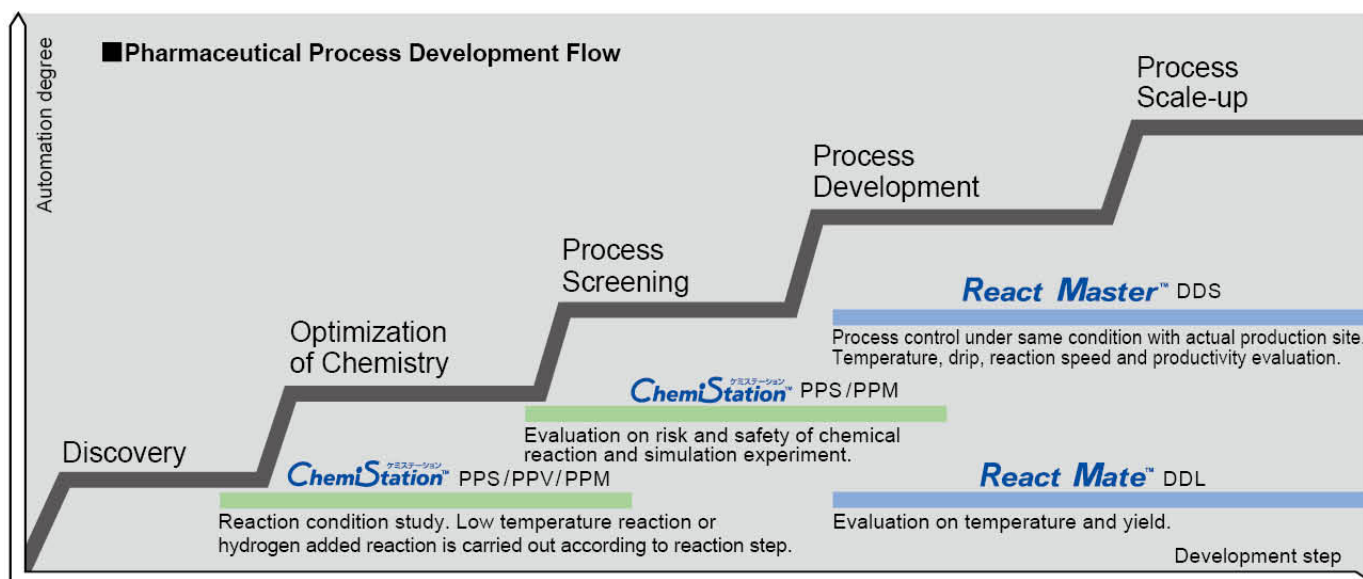 Automation degree
■Pharmaceutical Process Development Flow
Process
Scale-up
Process
Development
Process
Screening
Optimization
of Chemistry
Discovery
React Master™ DDS
Process control under same condition with actual production site.
Temperature, drip, reaction speed and productivity evaluation.
ケミステーション
ChemiStation™ PPS/PPM
Evaluation on risk and safety of chemical
reaction and simulation experiment.
ケミステーション
ChemiStation™ PPS/PPV/PPM
Reaction condition study. Low temperature reaction or
hydrogen added reaction is carried out according to reaction step.
React Mate™ DDL
Evaluation on temperature and yield.
Development step